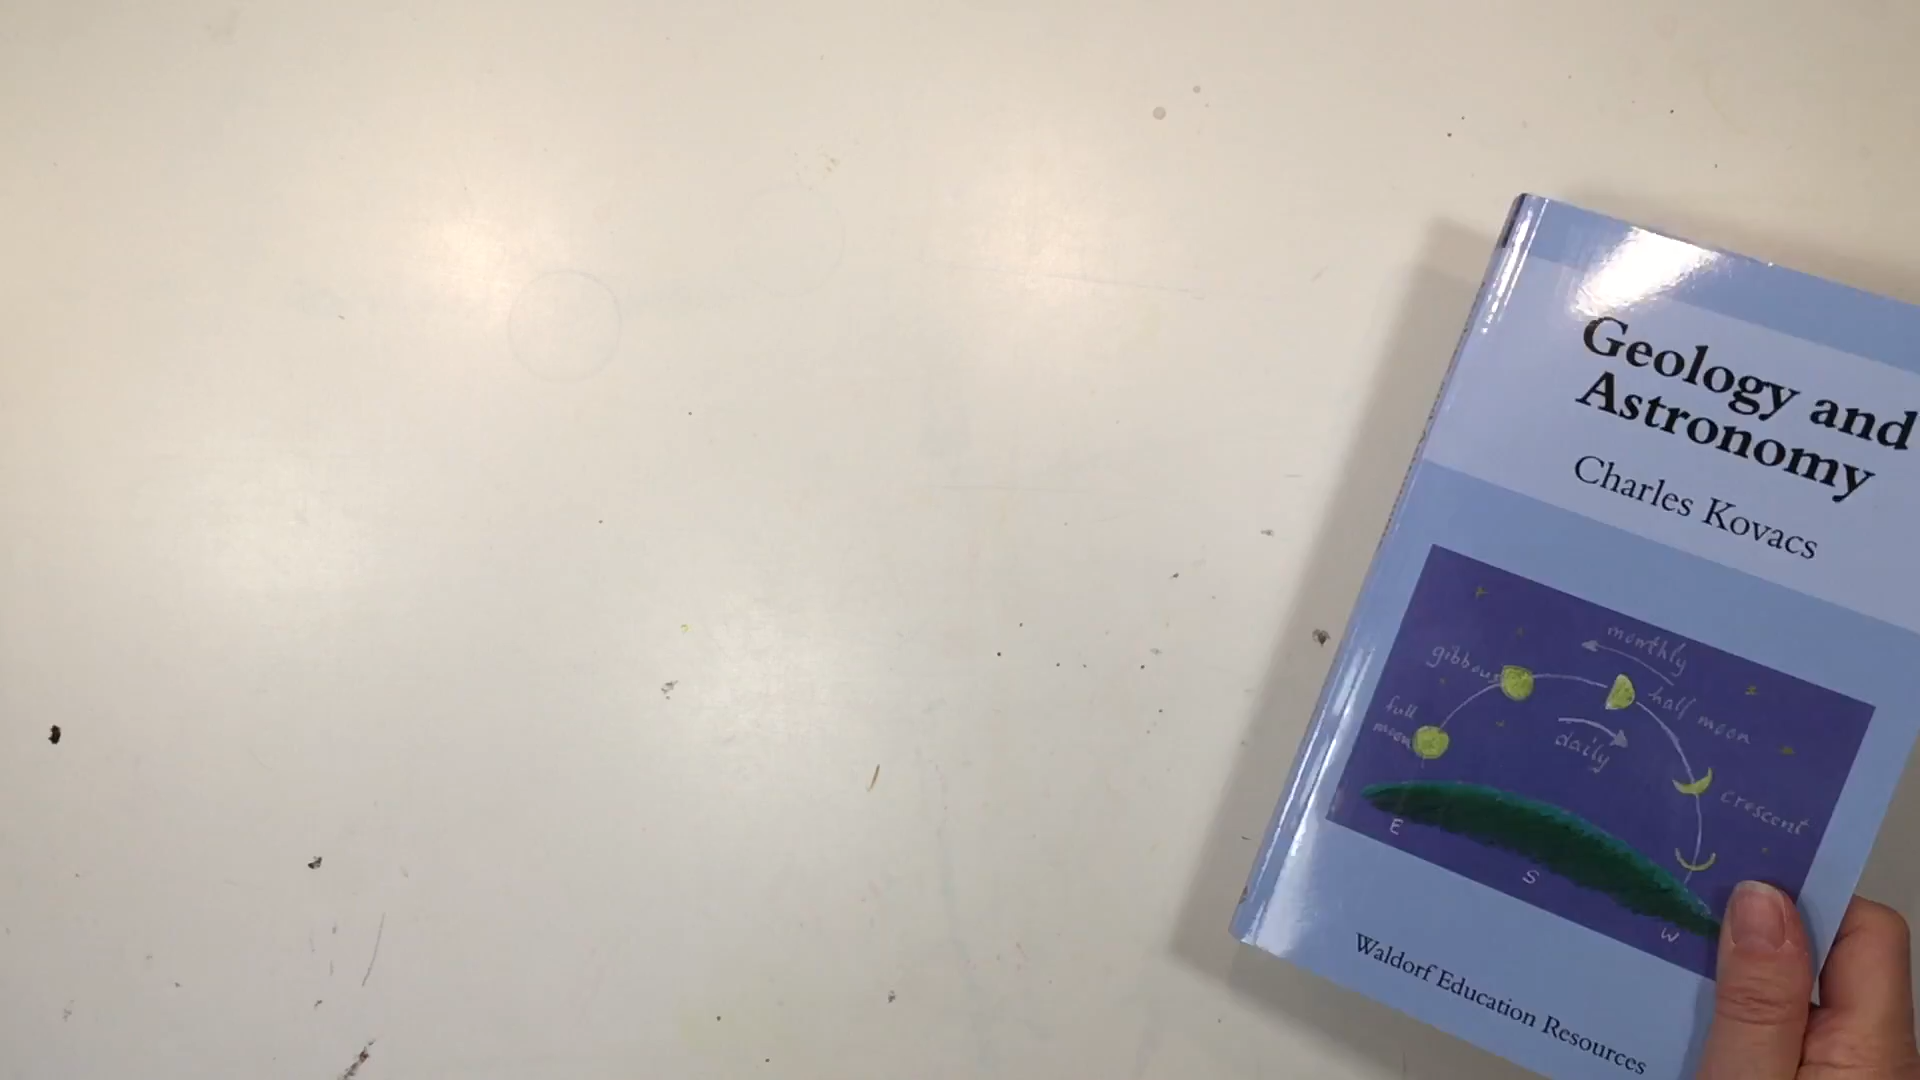 Geology and
Astronomy
Charles Kovacs
monthly
gibbous
half moon
full
moon
daily
crescent
E
S
W
Waldorf Education Resources